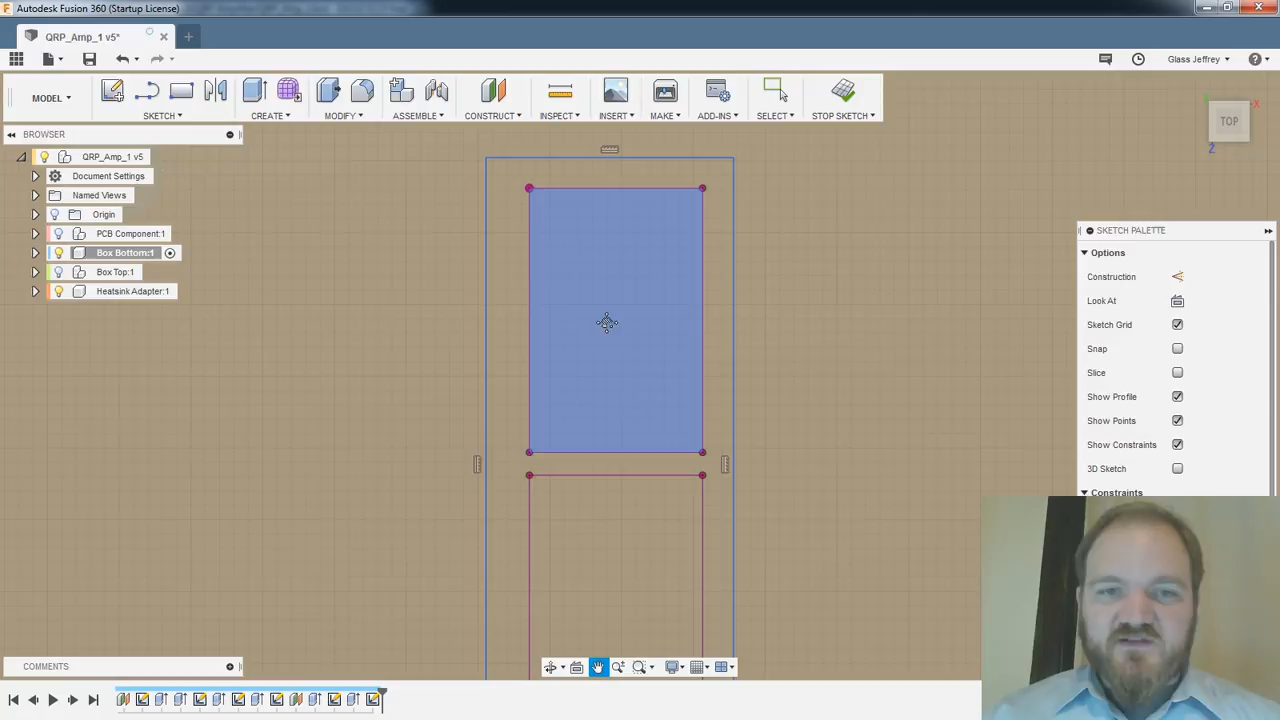 Autodesk Fusion 360 (Startup License)
QRP_Amp_1 v5*
Glass Jeffrey
MODEL
SKETCH
CREATE
MODIFY
ASSEMBLE
CONSTRUCT
INSPECT
INSERT
MAKE
ADD-INS
SELECT
STOP SKETCH
BROWSER
QRP_Amp_1 v5
Document Settings
Named Views
Origin
PCB Component:1
Box Bottom:1
Box Top:1
Heatsink Adapter:1
TOP
X
Z
SKETCH PALETTE
Options
Construction
Look At
Sketch Grid
Snap
Slice
Show Profile
Show Points
Show Constraints
3D Sketch
Constraints
COMMENTS